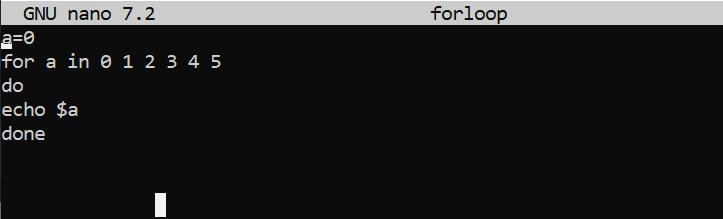 GNU nano 7.2 forloop
a=0
for a in 0 1 2 3 4 5
do
echo $a
done